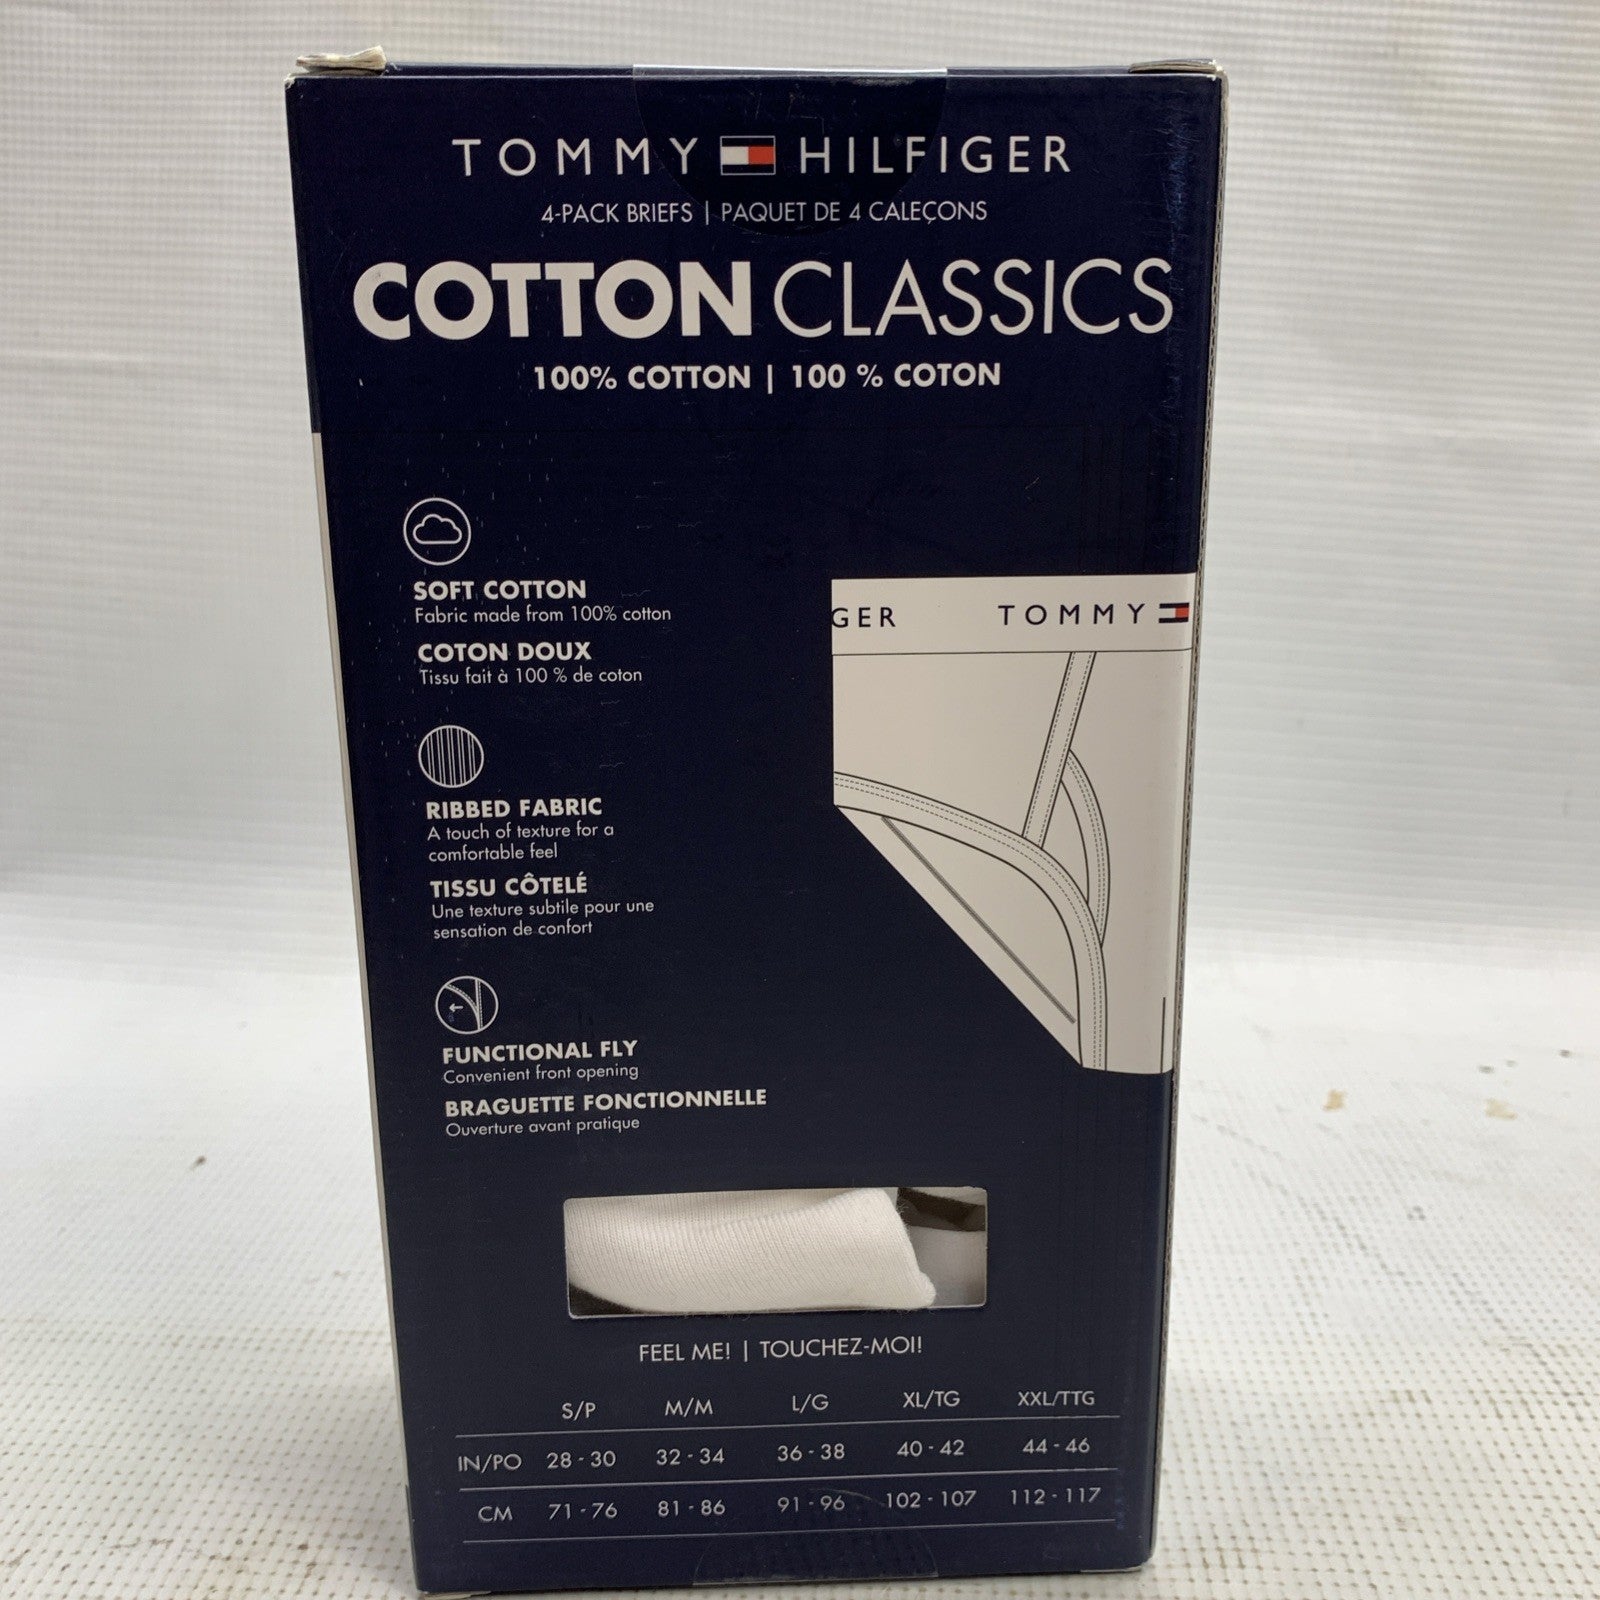 TOMMY HILFIGER
4-PACK BRIEFS | PAQUET DE 4 CALEÇONS
COTTON CLASSICS
100% COTTON | 100 % COTON
SOFT COTTON
Fabric made from 100% cotton
COTON DOUX
Tissu fait à 100 % de coton
GER TOMMY
RIBBED FABRIC
A touch of texture for a
comfortable feel
TISSU CÔTELÉ
Une texture subtile pour une
sensation de confort
FUNCTIONAL FLY
Convenient front opening
BRAGUETTE FONCTIONNELLE
Ouverture avant pratique
FEEL ME! | TOUCHEZ-MOI!
S/P M/M L/G XL/TG XXL/TTG
IN/PO 28 - 30 32 - 34 36 - 38 40 - 42 44 - 46
CM 71 - 76 81 - 86 91 - 96 102 - 107 112 - 117